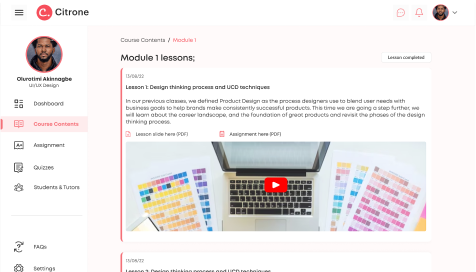 Citrone
Course Contents / Module 1
Module 1 lessons;
Lesson completed
Olurotimi Akinnagbe
UI/UX Design
Dashboard
Course Contents
Assignment
Quizzes
Students & Tutors
FAQs
Settings
13/08/22
Lesson 1: Design thinking process and UCD techniques
In our previous classes, we defined Product Design as the process designers use to blend user needs with
business goals to help brands make consistently successful products. This time we are going a step further, we
will learn about the career landscape, and the foundation of great products and revisit the phases of the design
thinking process.
Lesson slide here (PDF)
Assignment here (PDF)
13/08/22
Lesson 2: Design thinking process and UCD techniques